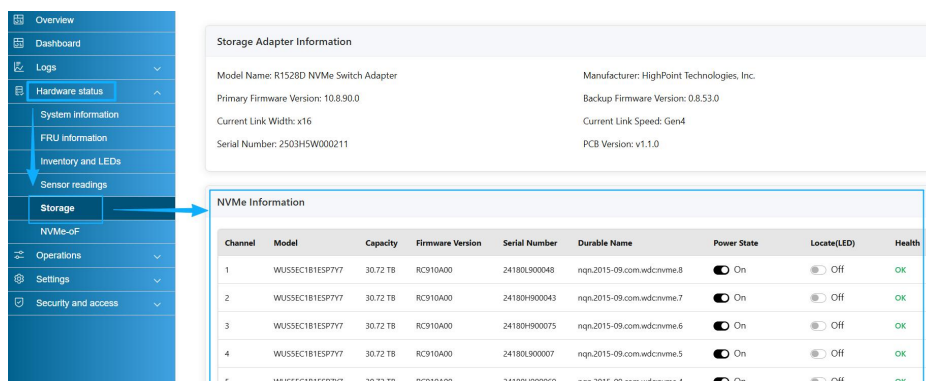 Overview
Dashboard
Logs
Hardware status
System information
FRU information
Inventory and LEDs
Sensor readings
Storage
NVMe-oF
Operations
Settings
Security and access
Storage Adapter Information
Model Name: R1528D NVMe Switch Adapter Manufacturer: HighPoint Technologies, Inc.
Primary Firmware Version: 10.8.90.0 Backup Firmware Version: 0.8.53.0
Current Link Width: x16 Current Link Speed: Gen4
Serial Number: 2503H5W000211 PCB Version: v1.1.0
NVMe Information
Channel Model Capacity Firmware Version Serial Number Durable Name Power State Locate(LED) Health
1 WUS5EC1B1ESP7Y7 30.72 TB RC910A00 24180L900048 nqn.2015-09.com.wdc:nvme.8 On Off OK
2 WUS5EC1B1ESP7Y7 30.72 TB RC910A00 24180H900043 nqn.2015-09.com.wdc:nvme.7 On Off OK
3 WUS5EC1B1ESP7Y7 30.72 TB RC910A00 24180H900075 nqn.2015-09.com.wdc:nvme.6 On Off OK
4 WUS5EC1B1ESP7Y7 30.72 TB RC910A00 24180L900007 nqn.2015-09.com.wdc:nvme.5 On Off OK